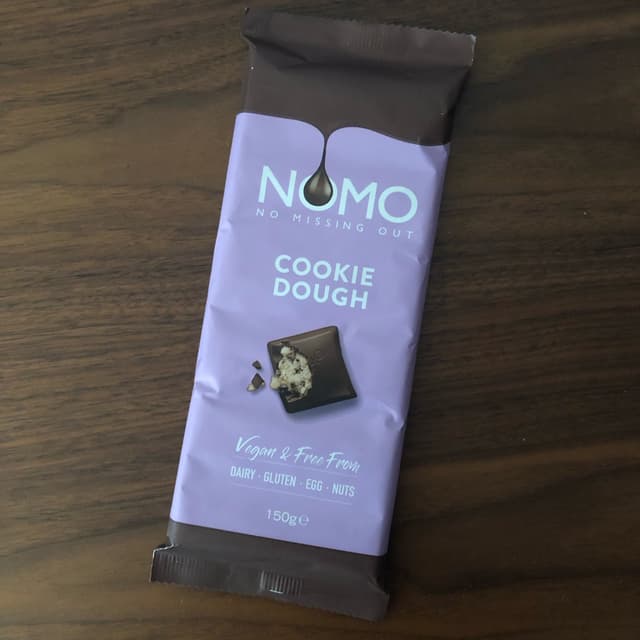 NOMO
NO MISSING OUT
COOKIE
DOUGH
Vegan & Free From
DAIRY · GLUTEN · EGG · NUTS
150g℮